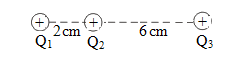 + 2 cm + 6 cm +
Q₁ Q₂ Q₃